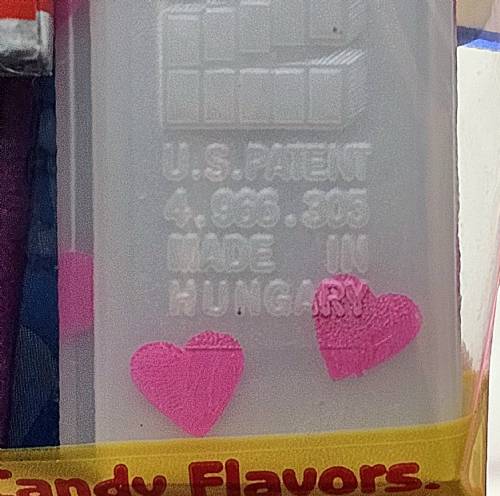 U.S.PATENT
4.966.305
MADE IN
HUNGARY
Candy Flavors.